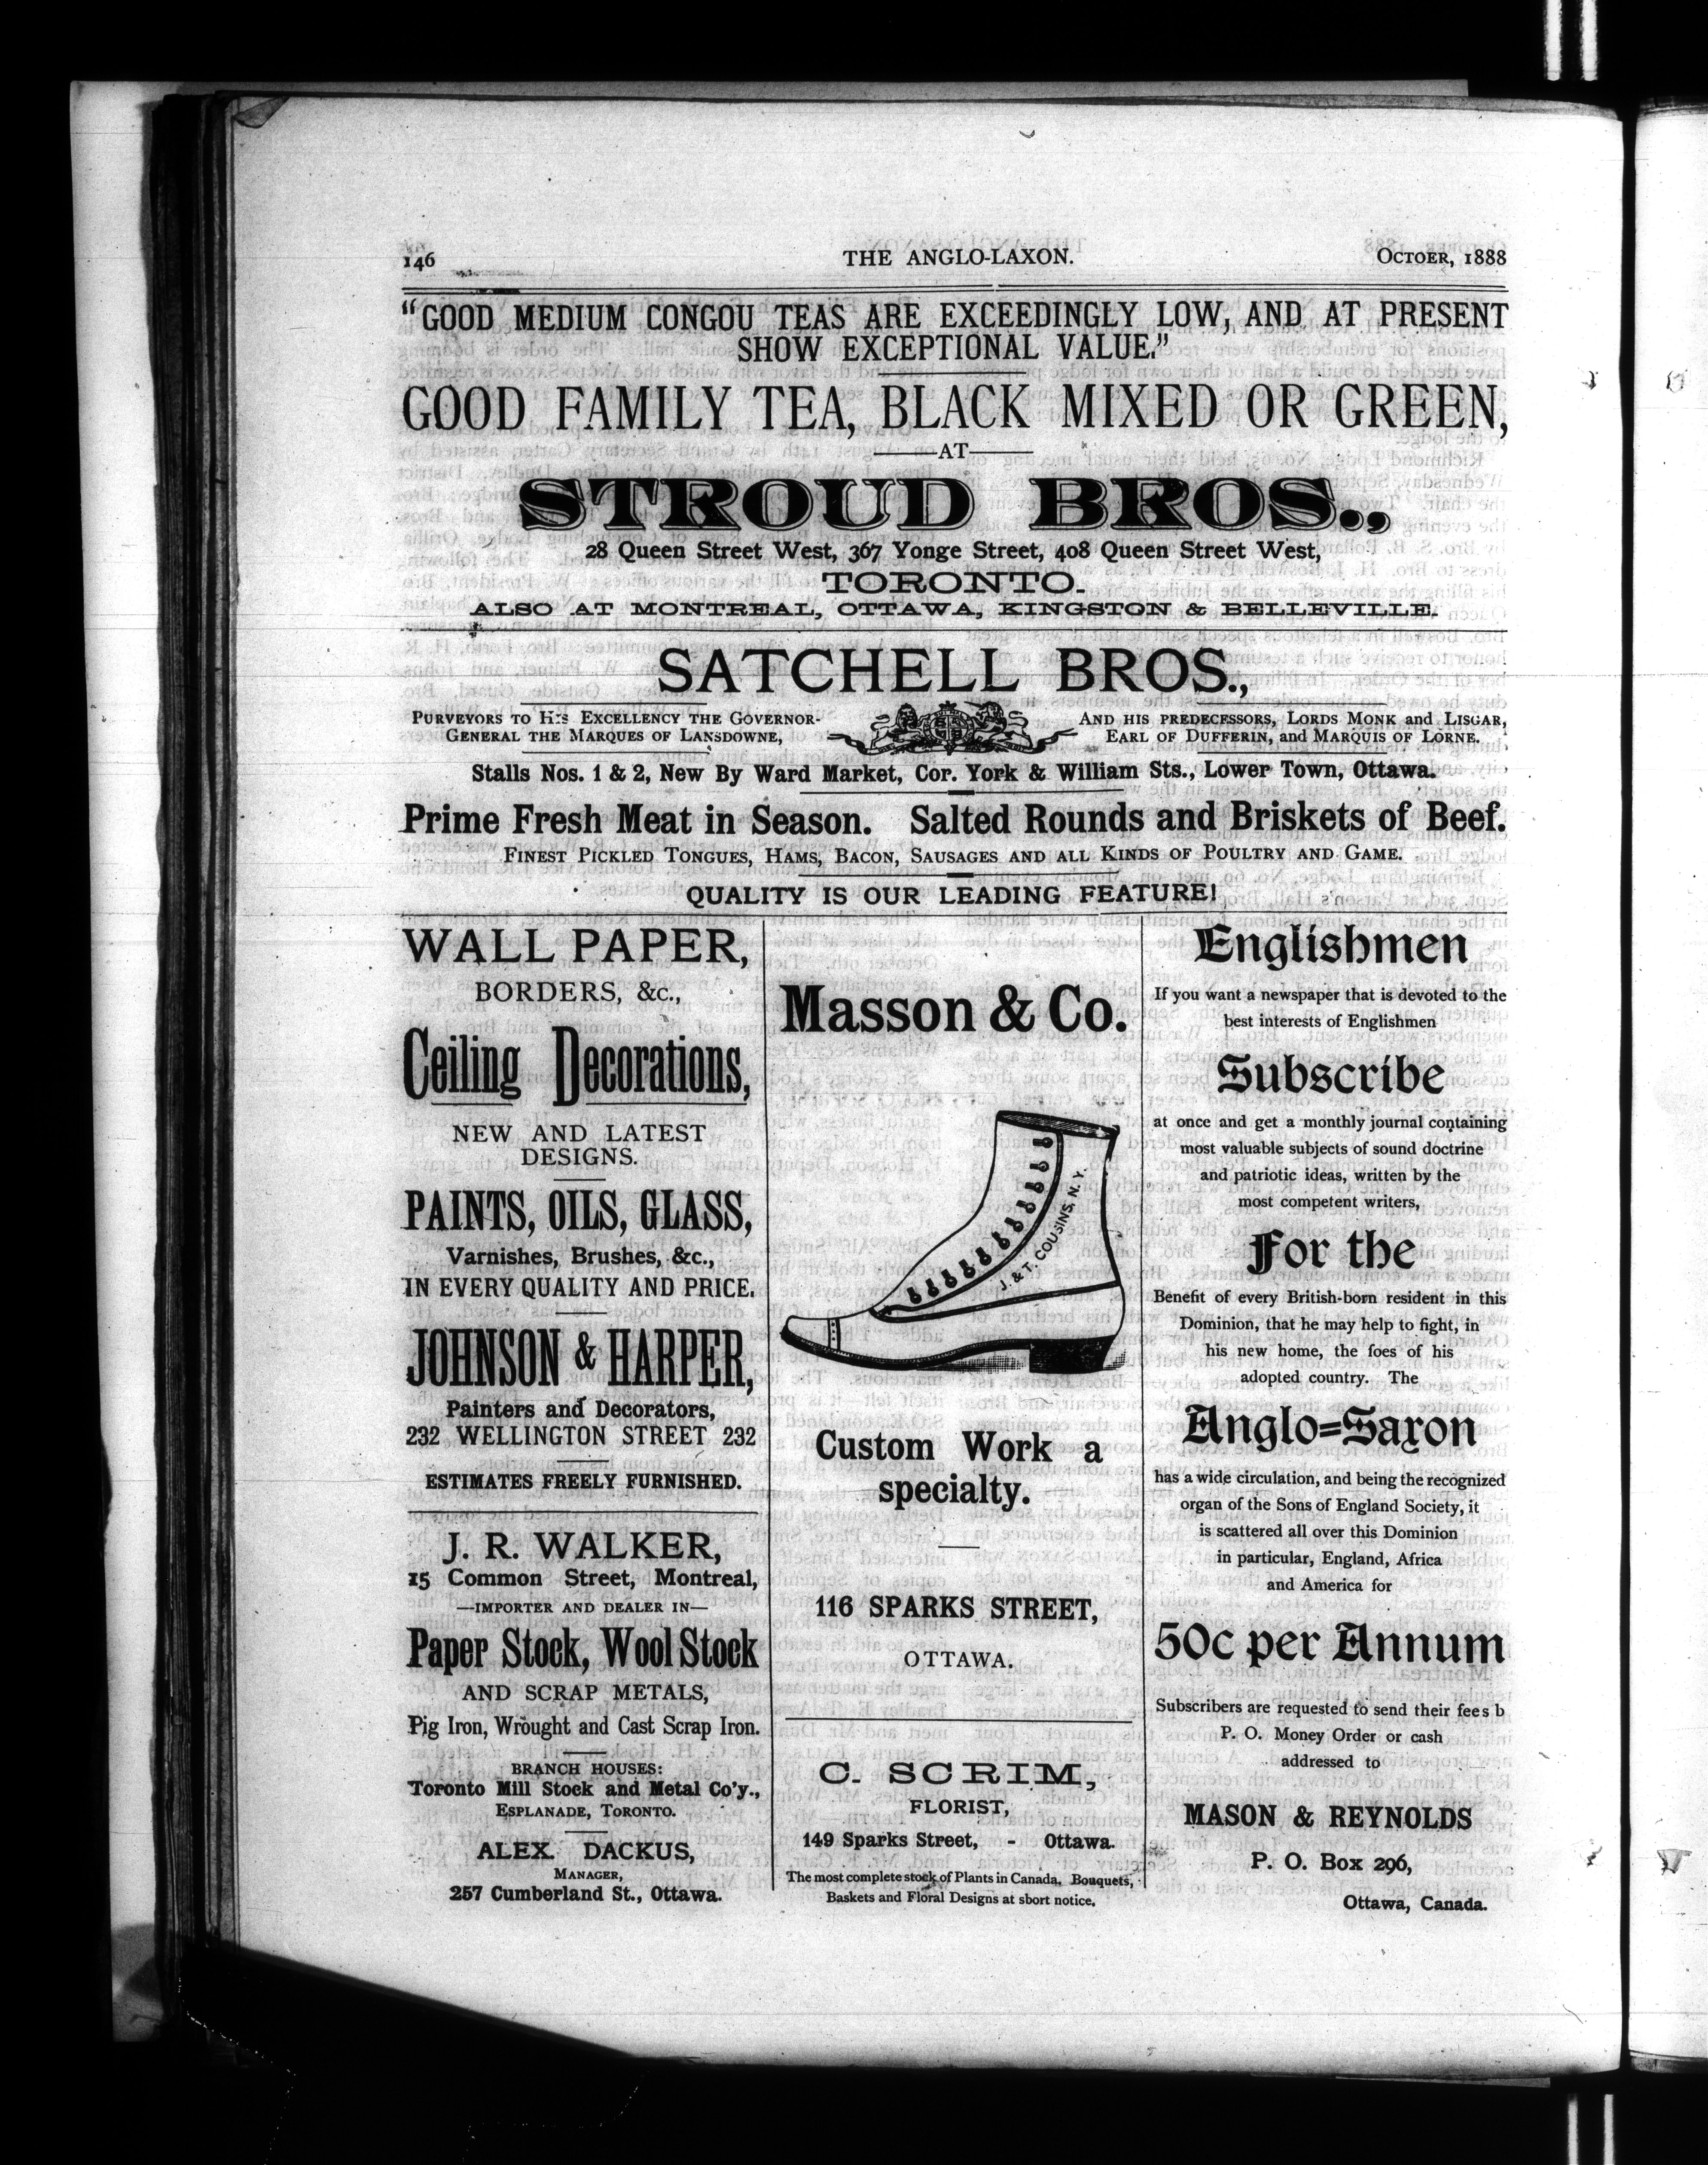 146 THE ANGLO-LAXON. OCTOER, 1888
"GOOD MEDIUM CONGOU TEAS ARE EXCEEDINGLY LOW, AND AT PRESENT
SHOW EXCEPTIONAL VALUE."
GOOD FAMILY TEA, BLACK MIXED OR GREEN,
—AT—
STROUD BROS.,
28 Queen Street West, 367 Yonge Street, 408 Queen Street West,
TORONTO.
ALSO AT MONTREAL, OTTAWA, KINGSTON & BELLEVILLE.
SATCHELL BROS.,
PURVEYORS TO HIS EXCELLENCY THE GOVERNOR-
GENERAL THE MARQUES OF LANSDOWNE,
AND HIS PREDECESSORS, LORDS MONK and LISGAR,
EARL OF DUFFERIN, and MARQUIS OF LORNE.
Stalls Nos. 1 & 2, New By Ward Market, Cor. York & William Sts., Lower Town, Ottawa.
Prime Fresh Meat in Season. Salted Rounds and Briskets of Beef.
FINEST PICKLED TONGUES, HAMS, BACON, SAUSAGES AND ALL KINDS OF POULTRY AND GAME.
QUALITY IS OUR LEADING FEATURE!
WALL PAPER,
BORDERS, &c.,
Ceiling Decorations,
NEW AND LATEST
DESIGNS.
PAINTS, OILS, GLASS,
Varnishes, Brushes, &c.,
IN EVERY QUALITY AND PRICE.
JOHNSON & HARPER,
Painters and Decorators,
232 WELLINGTON STREET 232
ESTIMATES FREELY FURNISHED.
J. R. WALKER,
15 Common Street, Montreal,
—IMPORTER AND DEALER IN—
Paper Stock, Wool Stock
AND SCRAP METALS,
Pig Iron, Wrought and Cast Scrap Iron.
BRANCH HOUSES:
Toronto Mill Stock and Metal Co'y.,
ESPLANADE, TORONTO.
ALEX. DACKUS,
MANAGER,
257 Cumberland St., Ottawa.
Masson & Co.
J. & T. COUSINS, N. Y.
Custom Work a
specialty.
116 SPARKS STREET,
OTTAWA.
C. SCRIM,
FLORIST,
149 Sparks Street, - Ottawa.
The most complete stock of Plants in Canada. Bouquets,
Baskets and Floral Designs at sbort notice.
Englishmen
If you want a newspaper that is devoted to the
best interests of Englishmen
Subscribe
at once and get a monthly journal containing
most valuable subjects of sound doctrine
and patriotic ideas, written by the
most competent writers,
For the
Benefit of every British-born resident in this
Dominion, that he may help to fight, in
his new home, the foes of his
adopted country. The
Anglo=Saxon
has a wide circulation, and being the recognized
organ of the Sons of England Society, it
is scattered all over this Dominion
in particular, England, Africa
and America for
50c per Annum
Subscribers are requested to send their fees b
P. O. Money Order or cash
addressed to
MASON & REYNOLDS
P. O. Box 296,
Ottawa, Canada.